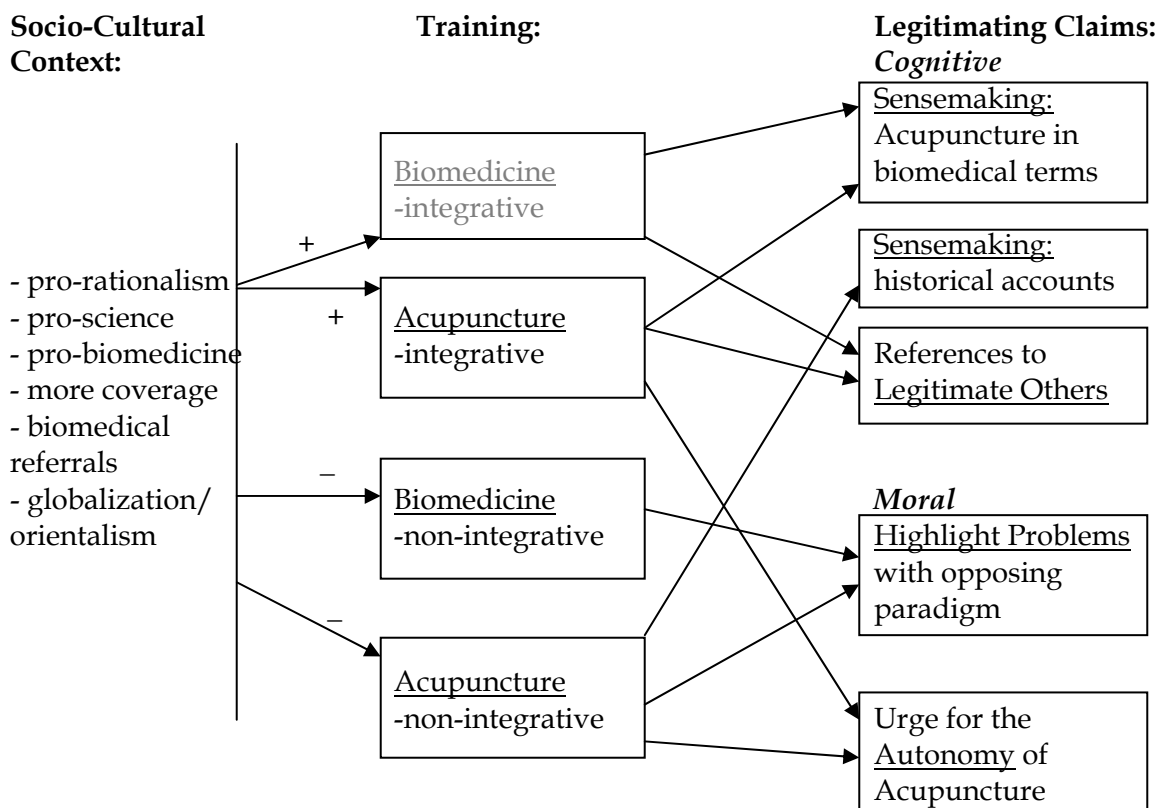 Socio-Cultural
Context:
- pro-rationalism
- pro-science
- pro-biomedicine
- more coverage
- biomedical
referrals
- globalization/
orientalism
+
+
–
–
Training:
Biomedicine
-integrative
Acupuncture
-integrative
Biomedicine
-non-integrative
Acupuncture
-non-integrative
Legitimating Claims:
Cognitive
Sensemaking:
Acupuncture in
biomedical terms
Sensemaking:
historical accounts
References to
Legitimate Others
Moral
Highlight Problems
with opposing
paradigm
Urge for the
Autonomy of
Acupuncture